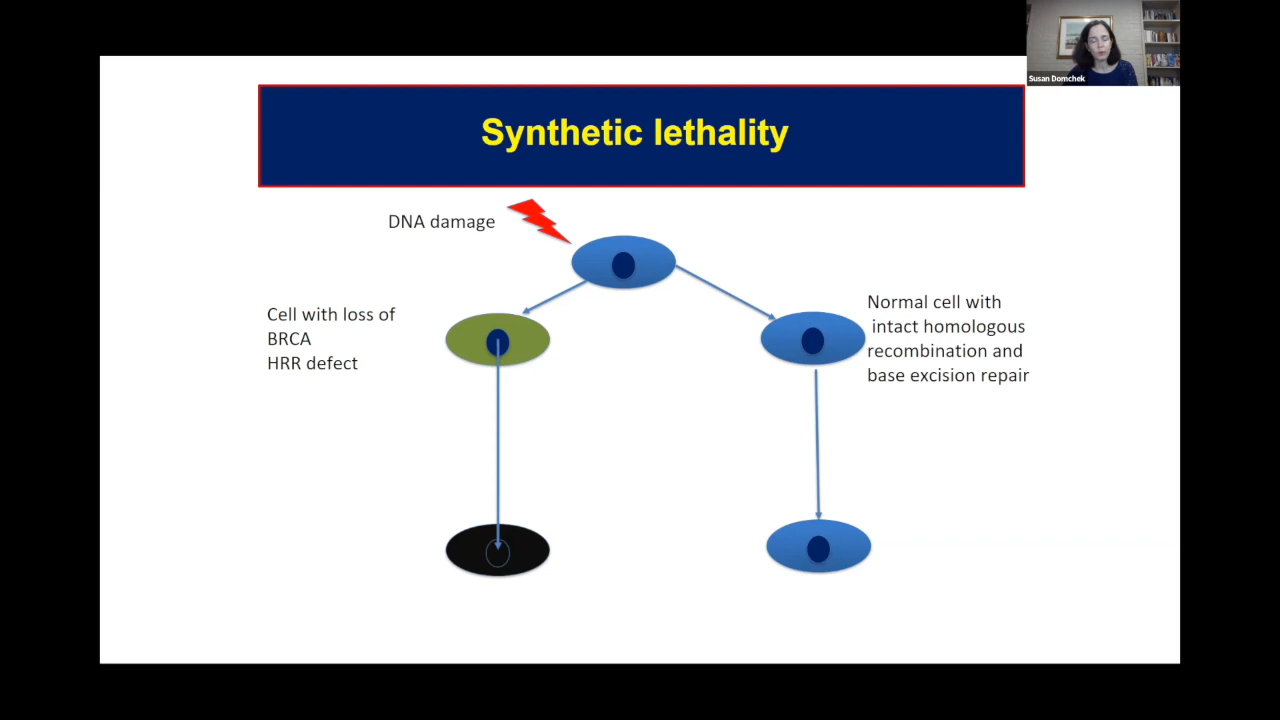 Susan Domchek
Synthetic lethality
DNA damage
Cell with loss of
BRCA
HRR defect
Normal cell with
intact homologous
recombination and
base excision repair